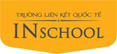 TRƯỜNG LIÊN KẾT QUỐC TẾ
INSCHOOL